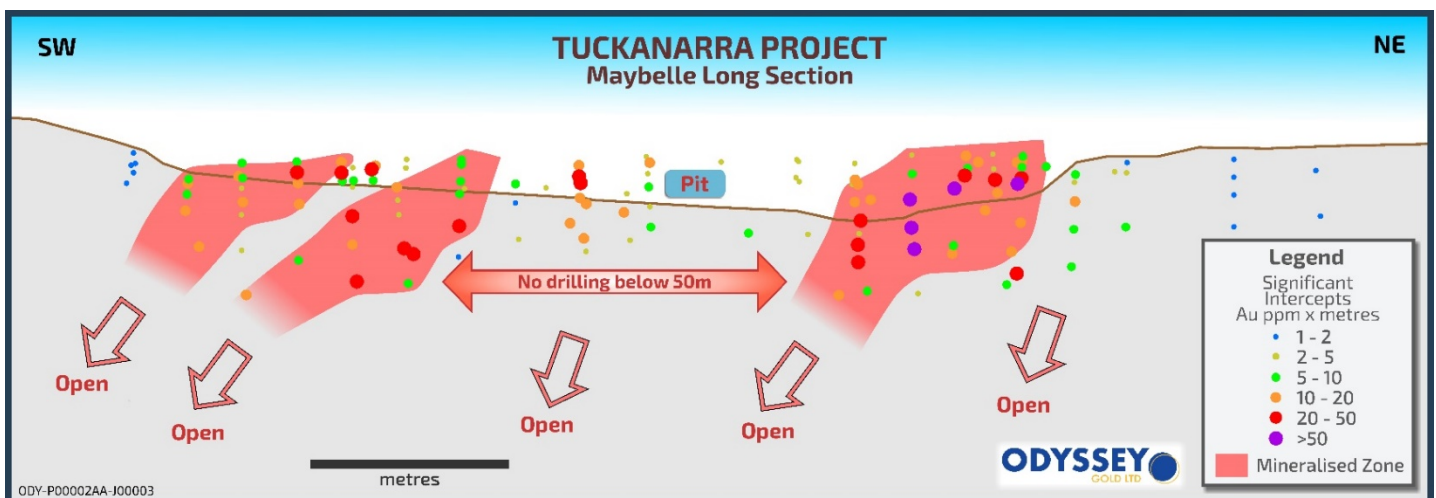 SW
TUCKANARRA PROJECT
Maybelle Long Section
NE
Pit
No drilling below 50m
Open
Open
Open
Open
Open
metres
Legend
Significant
Intercepts
Au ppm x metres
1 - 2
2 - 5
5 - 10
10 - 20
20 - 50
>50
Mineralised Zone
ODYSSEY
GOLD LTD
ODY-P00002AA-J00003